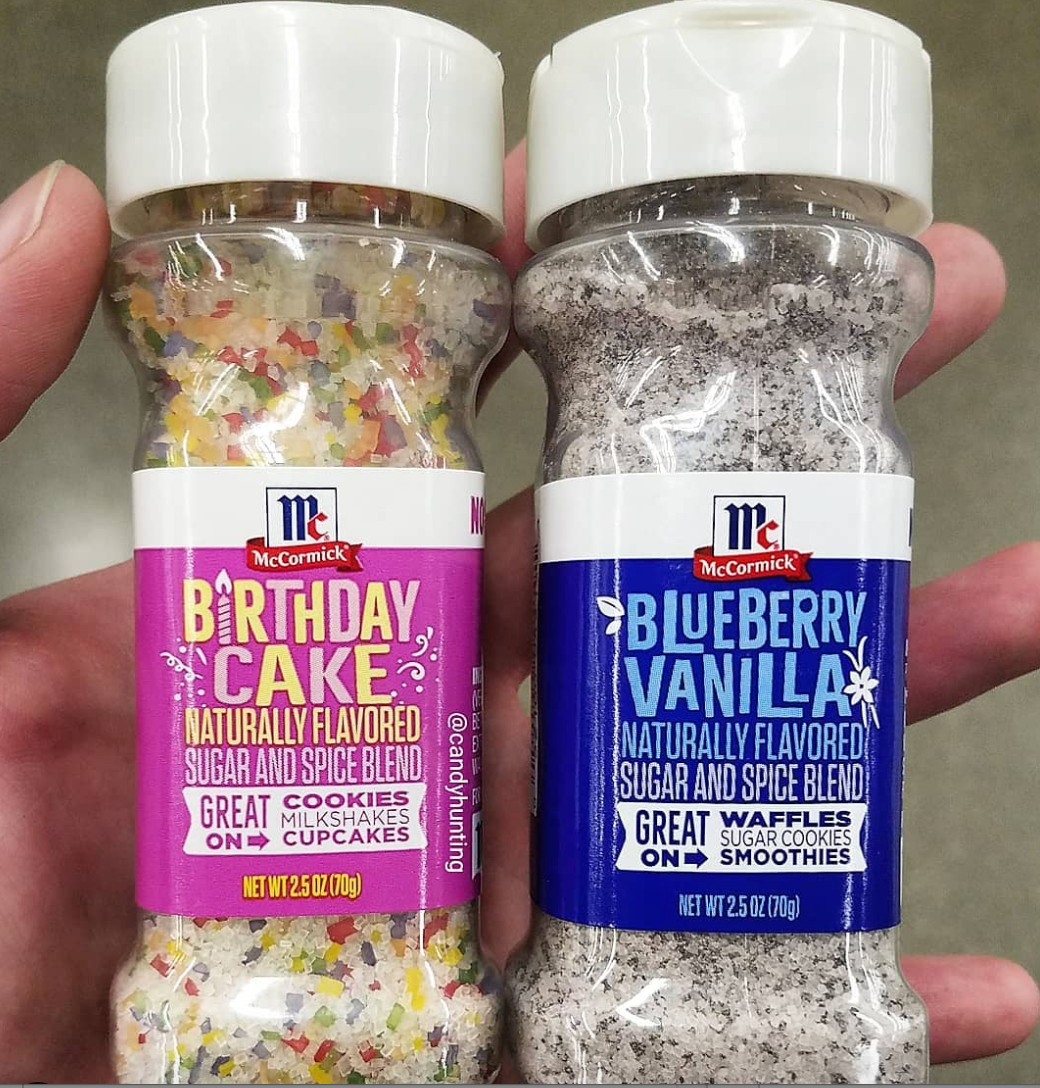 Mc
McCormick®
BIRTHDAY
CAKE
NATURALLY FLAVORED
SUGAR AND SPICE BLEND
GREAT
ON
COOKIES
MILKSHAKES
CUPCAKES
NET WT 2.5 OZ (70g)
@candyhunting
Mc
McCormick®
BLUEBERRY
VANILLA
NATURALLY FLAVORED
SUGAR AND SPICE BLEND
GREAT
ON
WAFFLES
SUGAR COOKIES
SMOOTHIES
NET WT 2.5 OZ (70g)